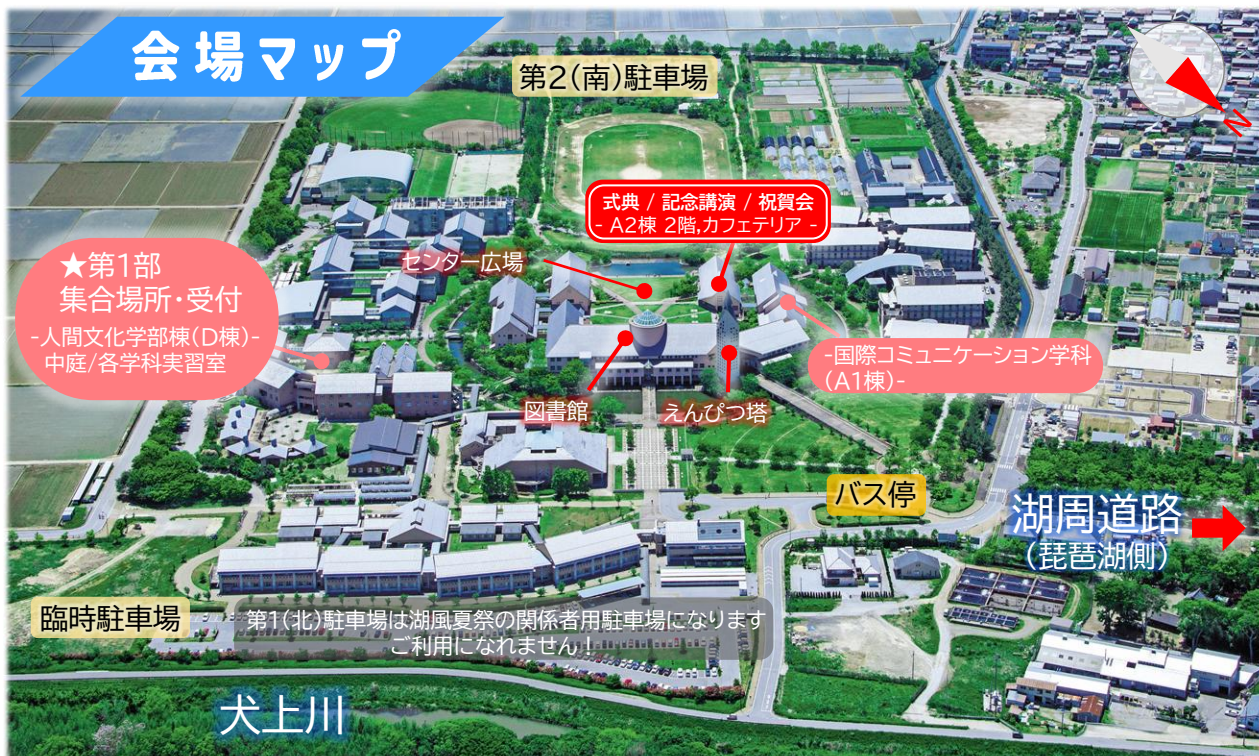 会場マップ
第2(南)駐車場
N
式典 / 記念講演 / 祝賀会
- A2棟 2階,カフェテリア -
センター広場
★第1部
集合場所・受付
-人間文化学部棟(D棟)-
中庭/各学科実習室
-国際コミュニケーション学科
(A1棟)-
図書館
えんぴつ塔
バス停
湖周道路
(琵琶湖側)
臨時駐車場
第1(北)駐車場は湖風夏祭の関係者用駐車場になります
ご利用になれません！
犬上川